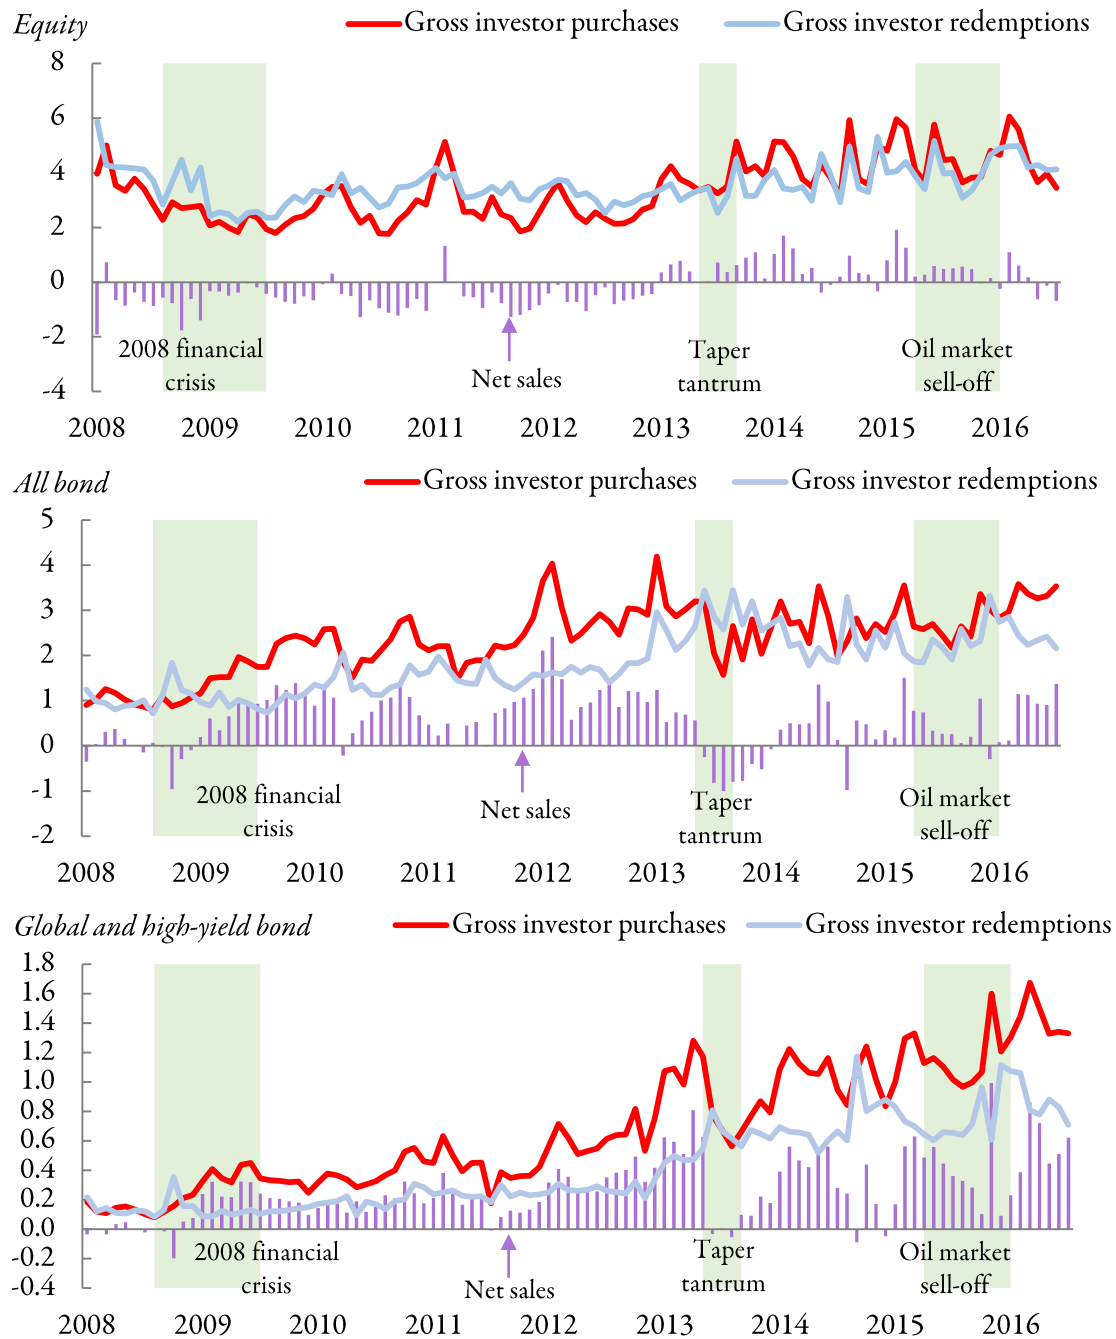 Equity
Gross investor purchases
Gross investor redemptions
8
6
4
2
0
-2
-4
2008 financial
crisis
Net sales
Taper
tantrum
Oil market
sell-off
2008 2009 2010 2011 2012 2013 2014 2015 2016
All bond
Gross investor purchases
Gross investor redemptions
5
4
3
2
1
0
-1
-2
2008 financial
crisis
Net sales
Taper
tantrum
Oil market
sell-off
2008 2009 2010 2011 2012 2013 2014 2015 2016
Global and high-yield bond
Gross investor purchases
Gross investor redemptions
1.8
1.6
1.4
1.2
1.0
0.8
0.6
0.4
0.2
0.0
-0.2
-0.4
2008 financial
crisis
Net sales
Taper
tantrum
Oil market
sell-off
2008 2009 2010 2011 2012 2013 2014 2015 2016